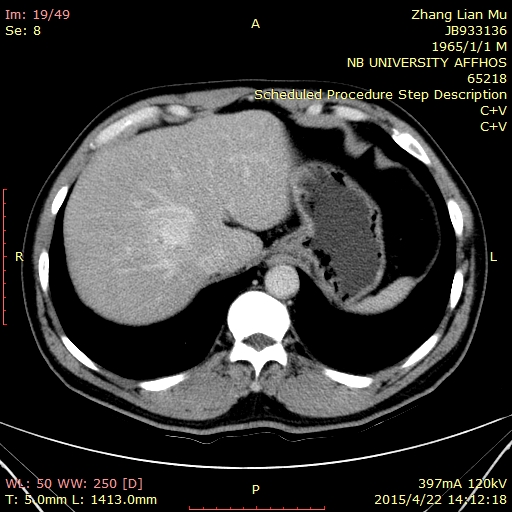 Im: 19/49
Se: 8
A
Zhang Lian Mu
JB933136
1965/1/1 M
NB UNIVERSITY AFFHOS
65218
Scheduled Procedure Step Description
C+V
C+V
R
L
WL: 50 WW: 250 [D]
T: 5.0mm L: 1413.0mm
P
397mA 120kV
2015/4/22 14:12:18